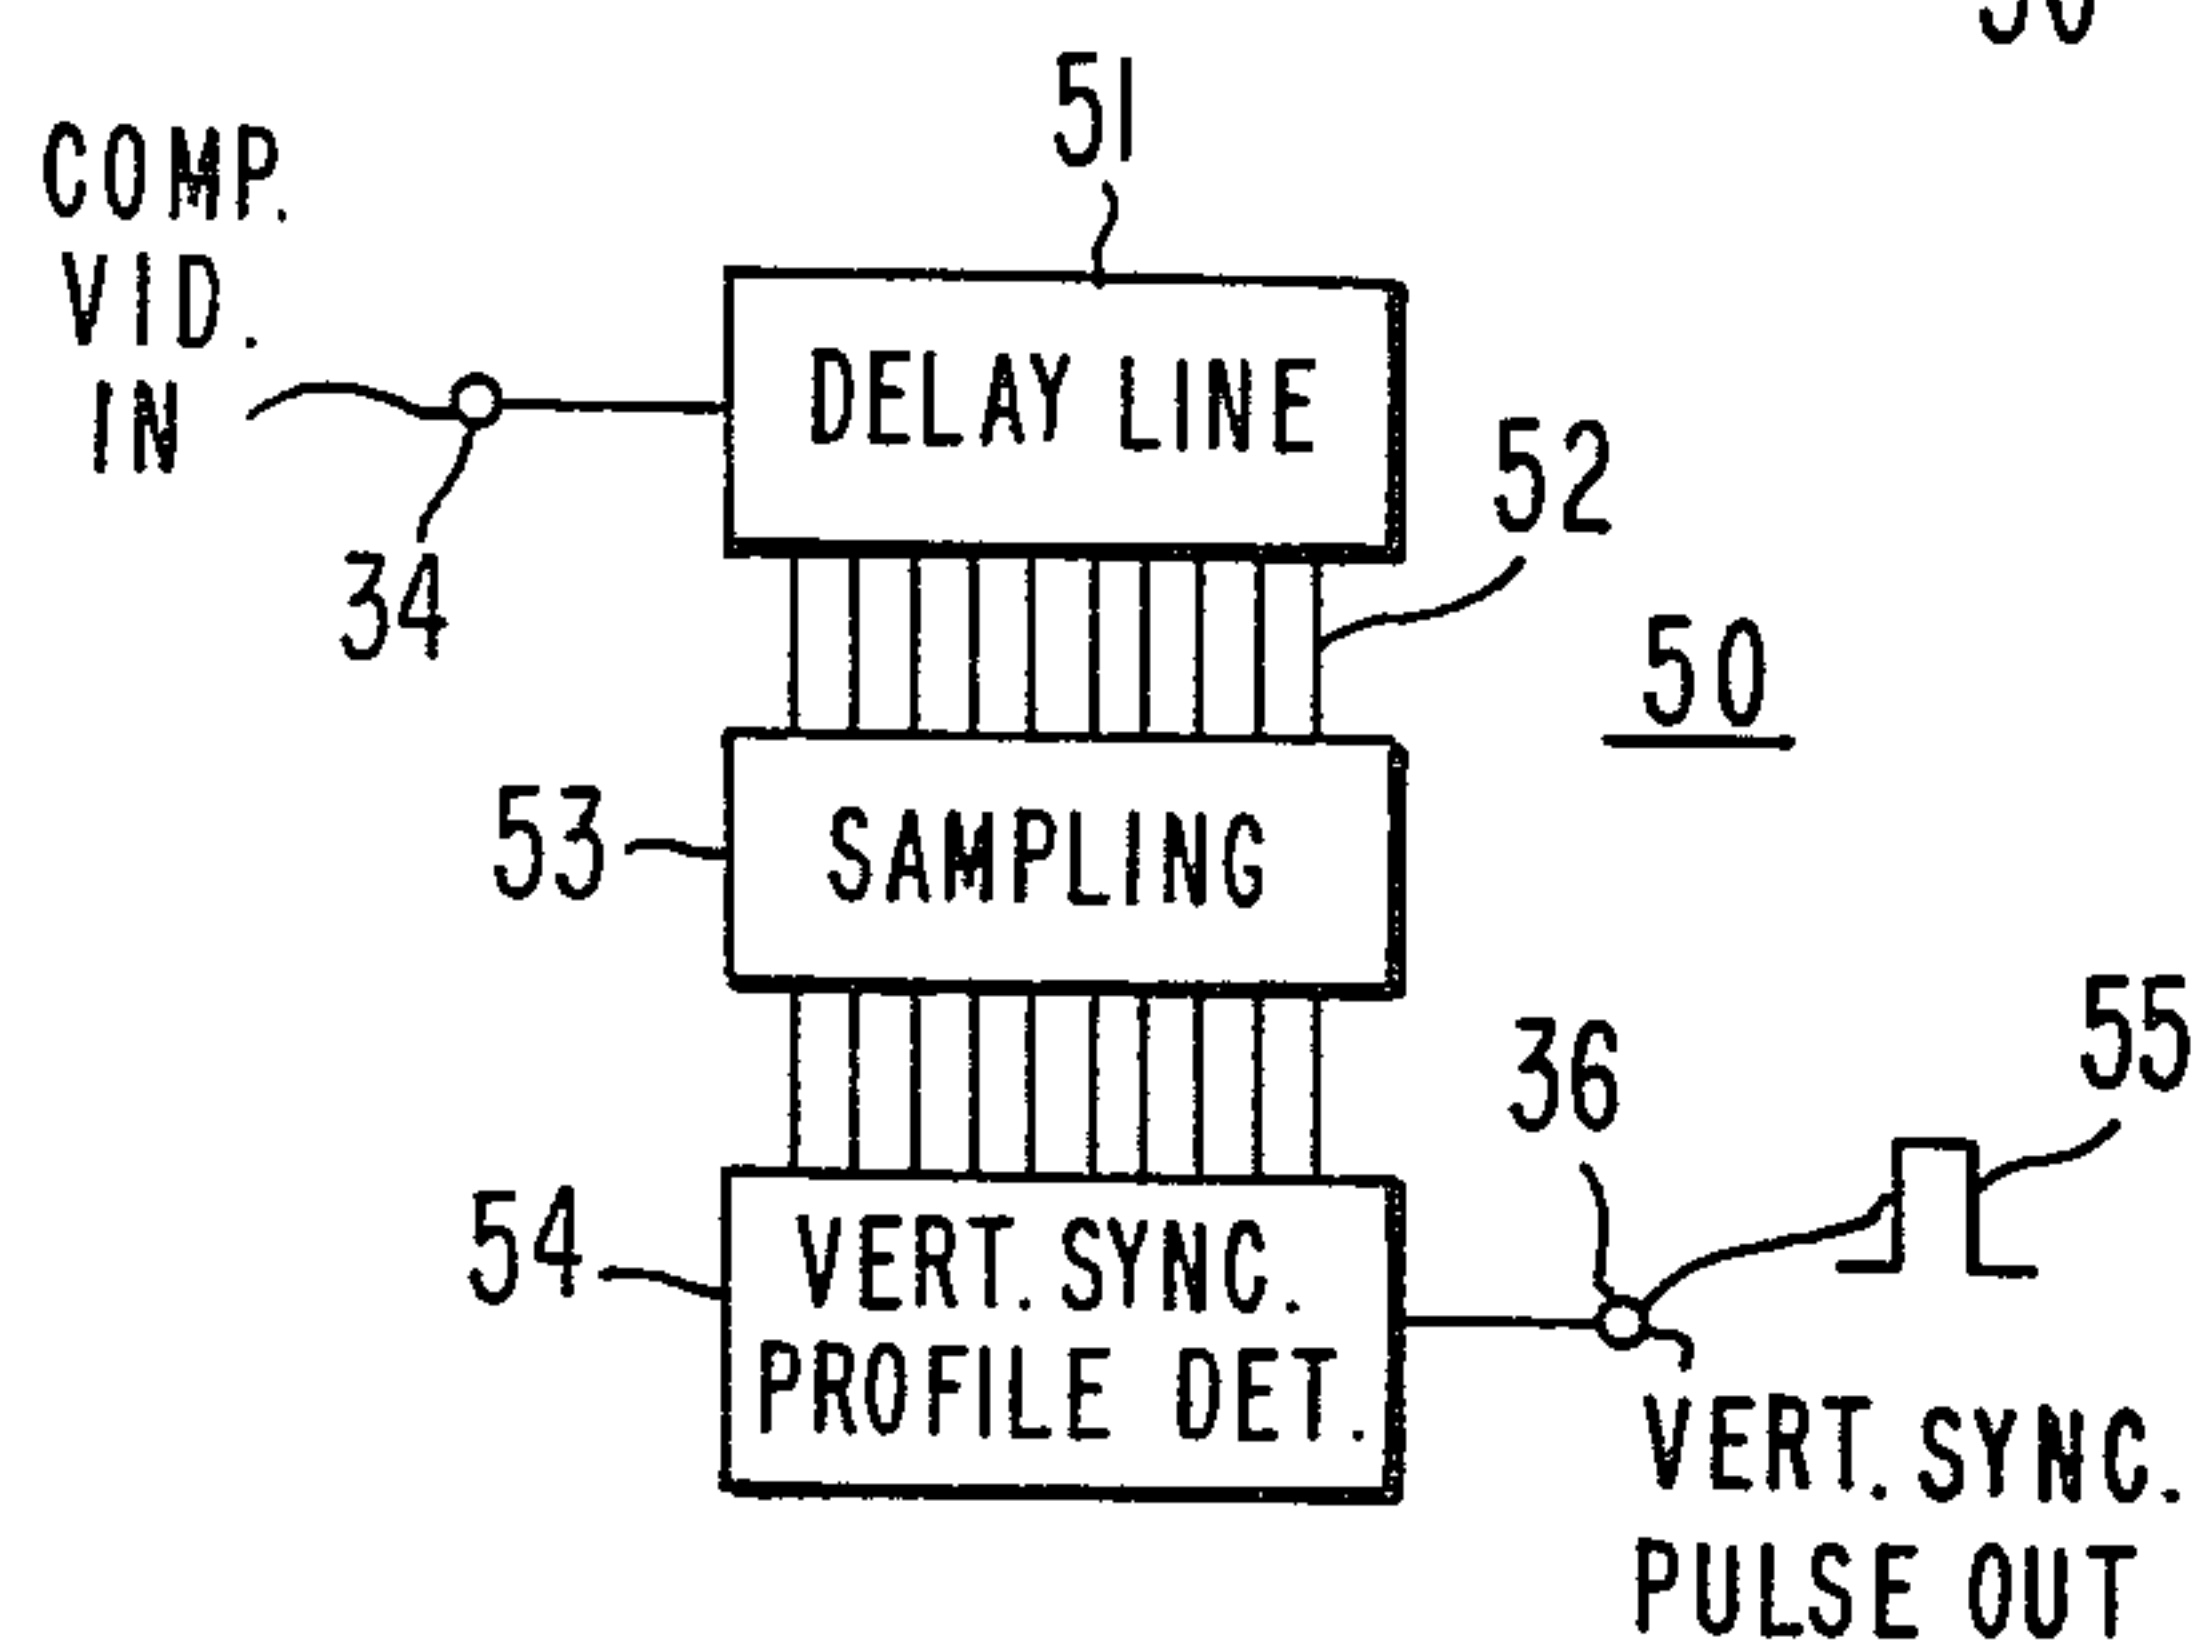 51
COMP.
VID.
IN
DELAY LINE
52
34
50
53
SAMPLING
55
36
54
VERT. SYNC.
PROFILE DET.
VERT. SYNC.
PULSE OUT